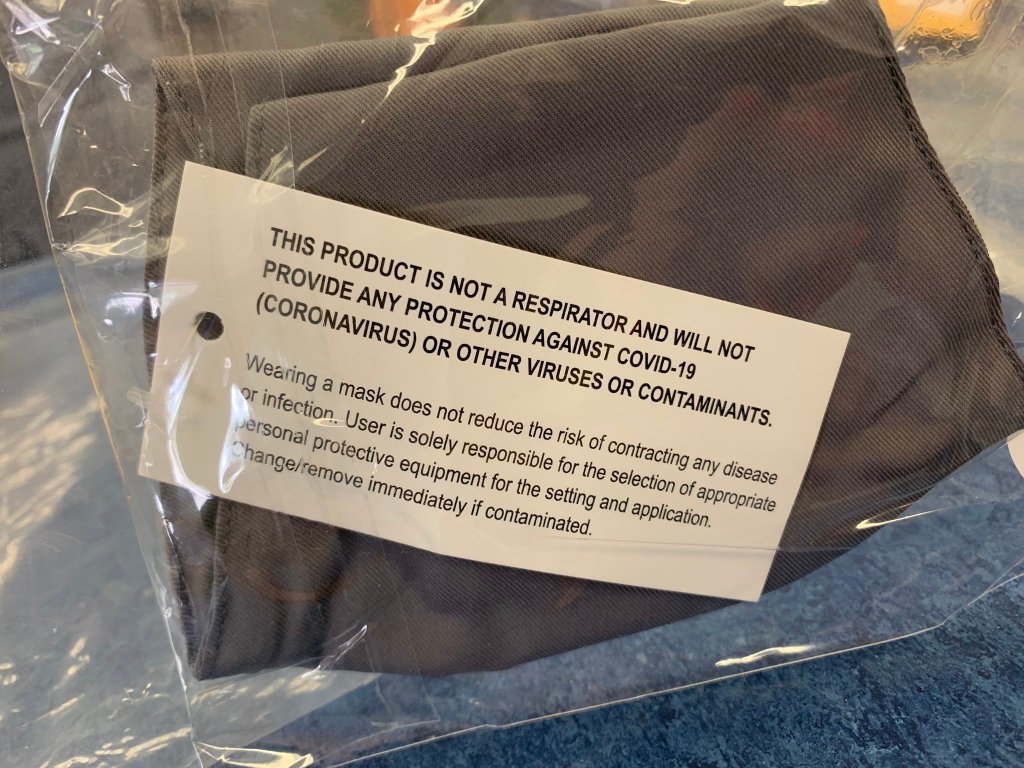 THIS PRODUCT IS NOT A RESPIRATOR AND WILL NOT
PROVIDE ANY PROTECTION AGAINST COVID-19
(CORONAVIRUS) OR OTHER VIRUSES OR CONTAMINANTS.
Wearing a mask does not reduce the risk of contracting any disease
or infection. User is solely responsible for the selection of appropriate
personal protective equipment for the setting and application.
Change/remove immediately if contaminated.